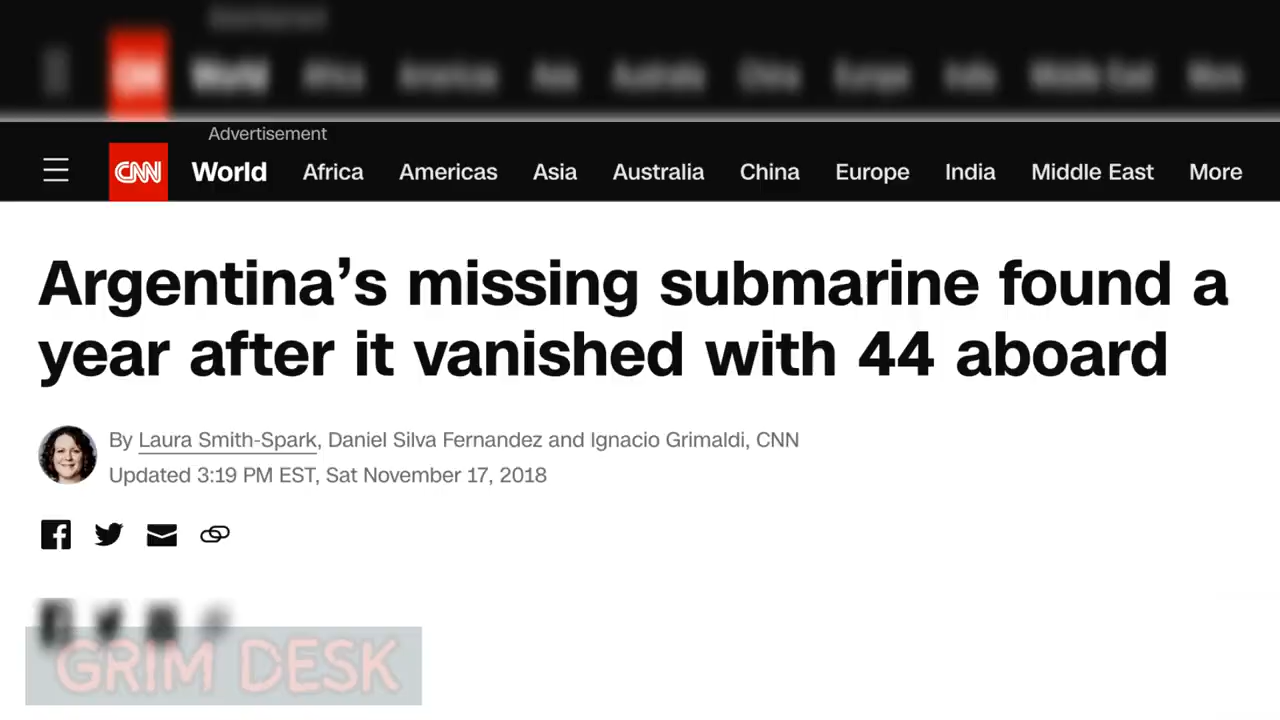 Advertisement
CNN World Africa Americas Asia Australia China Europe India Middle East More
Argentina’s missing submarine found a
year after it vanished with 44 aboard
By Laura Smith-Spark, Daniel Silva Fernandez and Ignacio Grimaldi, CNN
Updated 3:19 PM EST, Sat November 17, 2018
GRIM DESK